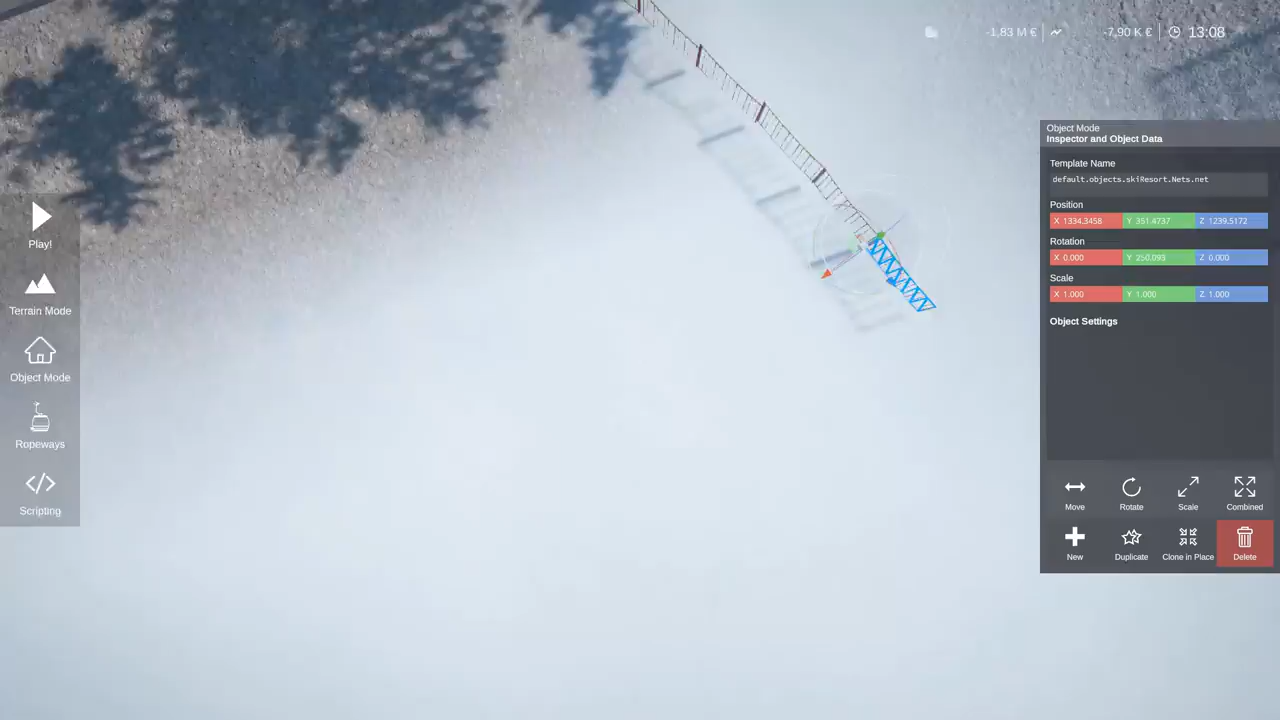 -1,83 M €
-7,90 K €
13:08
Object Mode
Inspector and Object Data
Template Name
default.objects.skiResort.Nets.net
Position
X 1334.3458 Y 351.4737 Z 1239.5172
Rotation
X 0.000 Y 250.093 Z 0.000
Scale
X 1.000 Y 1.000 Z 1.000
Object Settings
Move Rotate Scale Combined
New Duplicate Clone in Place Delete
Play!
Terrain Mode
Object Mode
Ropeways
Scripting